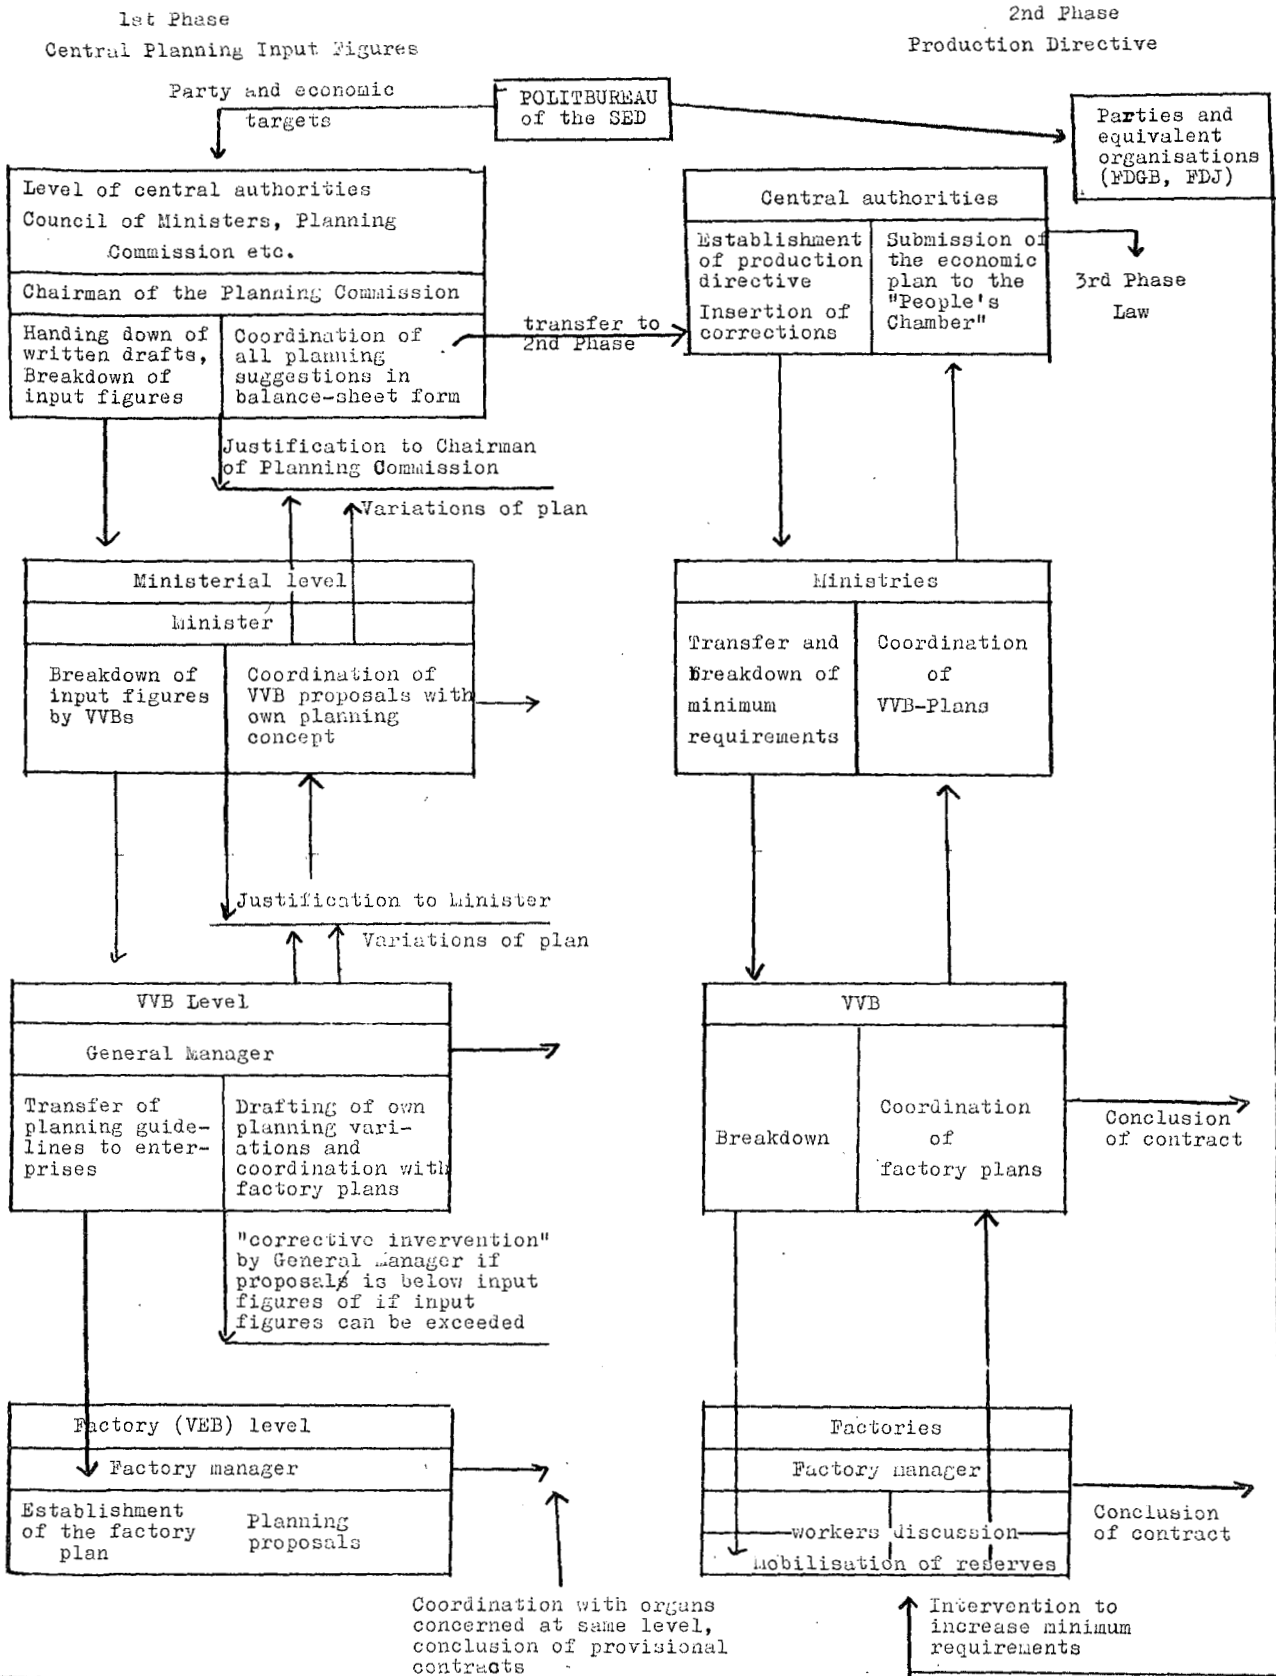 1st Phase
Central Planning Input Figures
2nd Phase
Production Directive
Party and economic
targets
POLITBUREAU
of the SED
Parties and
equivalent
organisations
(FDGB, FDJ)
Level of central authorities
Council of Ministers, Planning
Commission etc.
Chairman of the Planning Commission
Handing down of
written drafts,
Breakdown of
input figures
Coordination of
all planning
suggestions in
balance-sheet form
transfer to
2nd Phase
Central authorities
Establishment
of production
directive
Insertion of
corrections
Submission of
the economic
plan to the
"People's
Chamber"
3rd Phase
Law
Justification to Chairman
of Planning Commission
Variations of plan
Ministerial level
Minister
Breakdown of
input figures
by VVBs
Coordination of
VVB proposals with
own planning
concept
Ministries
Transfer and
breakdown of
minimum
requirements
Coordination
of
VVB-Plans
Justification to Minister
Variations of plan
VVB Level
General Manager
Transfer of
planning guide-
lines to enter-
prises
Drafting of own
planning vari-
ations and
coordination with
factory plans
VVB
Breakdown
Coordination
of
factory plans
Conclusion
of contract
"corrective invervention"
by General Manager if
proposals is below input
figures of if input
figures can be exceeded
Factory (VEB) level
Factory manager
Establishment
of the factory
plan
Planning
proposals
Factories
Factory manager
workers discussion
Mobilisation of reserves
Conclusion
of contract
Coordination with organs
concerned at same level,
conclusion of provisional
contracts
Intervention to
increase minimum
requirements